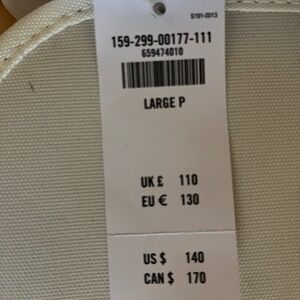 S191-0013
159-299-00177-111
659474010
LARGE P
UK £ 110
EU € 130
US $ 140
CAN $ 170